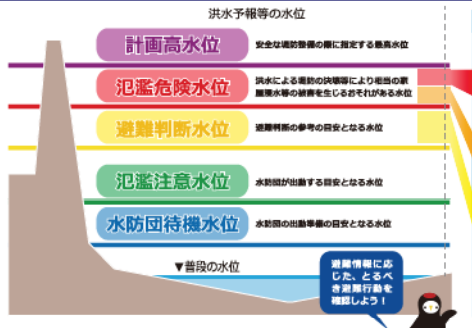 洪水予報等の水位
計画高水位
安全な堤防整備の際に指定する最高水位
氾濫危険水位
洪水による堤防の決壊等により相当の家
屋浸水等の被害を生じるおそれがある水位
避難判断水位
避難判断の参考の目安となる水位
氾濫注意水位
水防団が出動する目安となる水位
水防団待機水位
水防団の出動準備の目安となる水位
▼普段の水位
避難情報に応
じた、とるべ
き避難行動を
確認しよう！